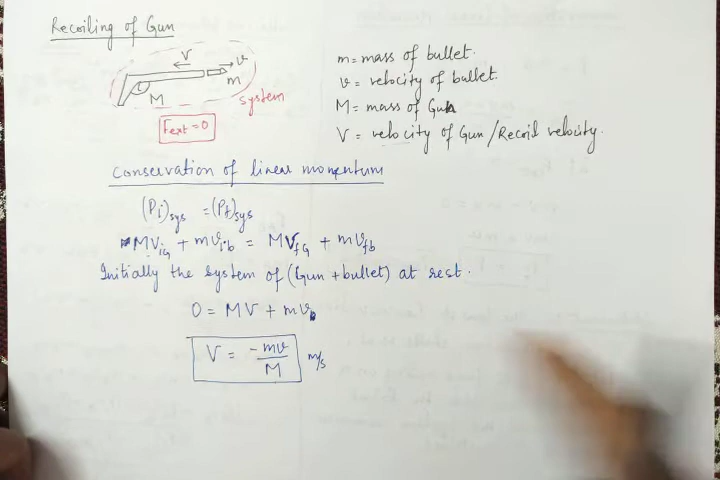 Recoiling of Gun
V
v
m
M
system
Fext = 0
m = mass of bullet.
v = velocity of bullet.
M = mass of Gun
V = velocity of Gun / Recoil velocity.
Conservation of linear momentum
(Pi)sys = (Pf)sys
MViG + mvib = MVfG + mvfb
Initially the system of (Gun + bullet) at rest.
0 = MV + mv
V = -mv/M m/s